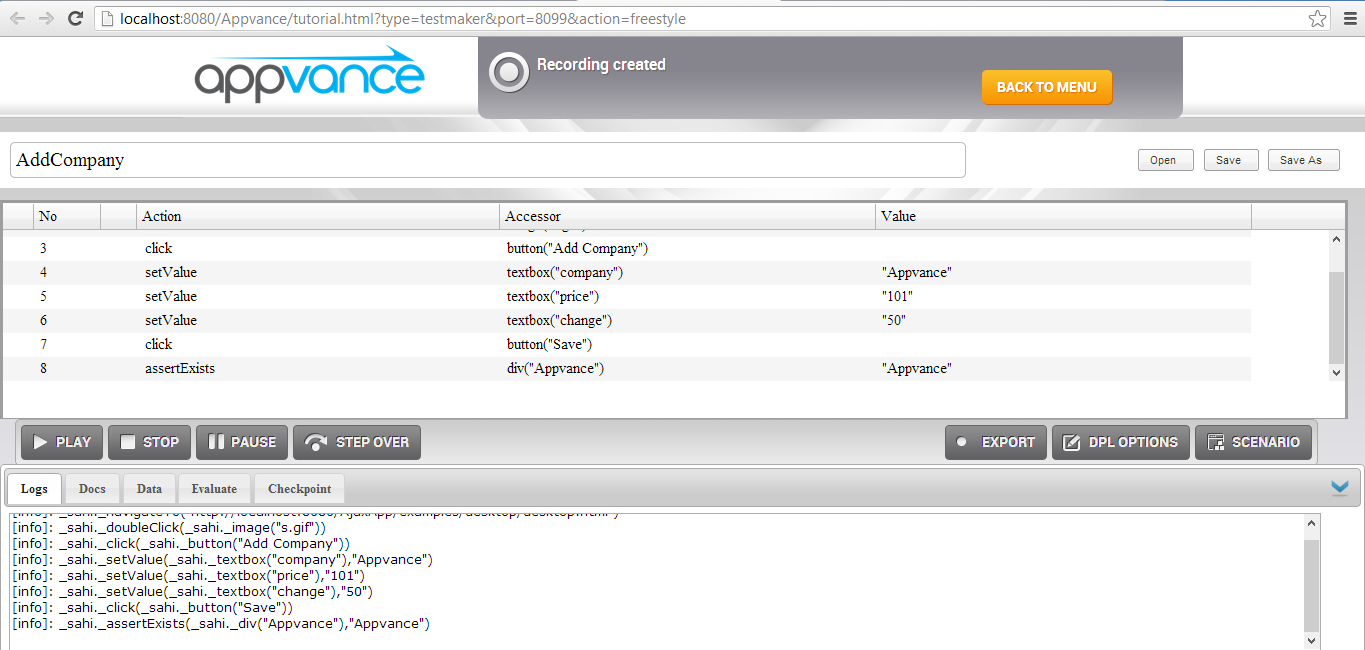 localhost:8080/Appvance/tutorial.html?type=testmaker&port=8099&action=freestyle
appvance
Recording created
BACK TO MENU
AddCompany
Open Save Save As
No Action Accessor Value
3 click button("Add Company")
4 setValue textbox("company") "Appvance"
5 setValue textbox("price") "101"
6 setValue textbox("change") "50"
7 click button("Save")
8 assertExists div("Appvance") "Appvance"
PLAY STOP PAUSE STEP OVER EXPORT DPL OPTIONS SCENARIO
Logs Docs Data Evaluate Checkpoint
[info]: _sahi._doubleClick(_sahi._image("s.gif"))
[info]: _sahi._click(_sahi._button("Add Company"))
[info]: _sahi._setValue(_sahi._textbox("company"),"Appvance")
[info]: _sahi._setValue(_sahi._textbox("price"),"101")
[info]: _sahi._setValue(_sahi._textbox("change"),"50")
[info]: _sahi._click(_sahi._button("Save"))
[info]: _sahi._assertExists(_sahi._div("Appvance"),"Appvance")